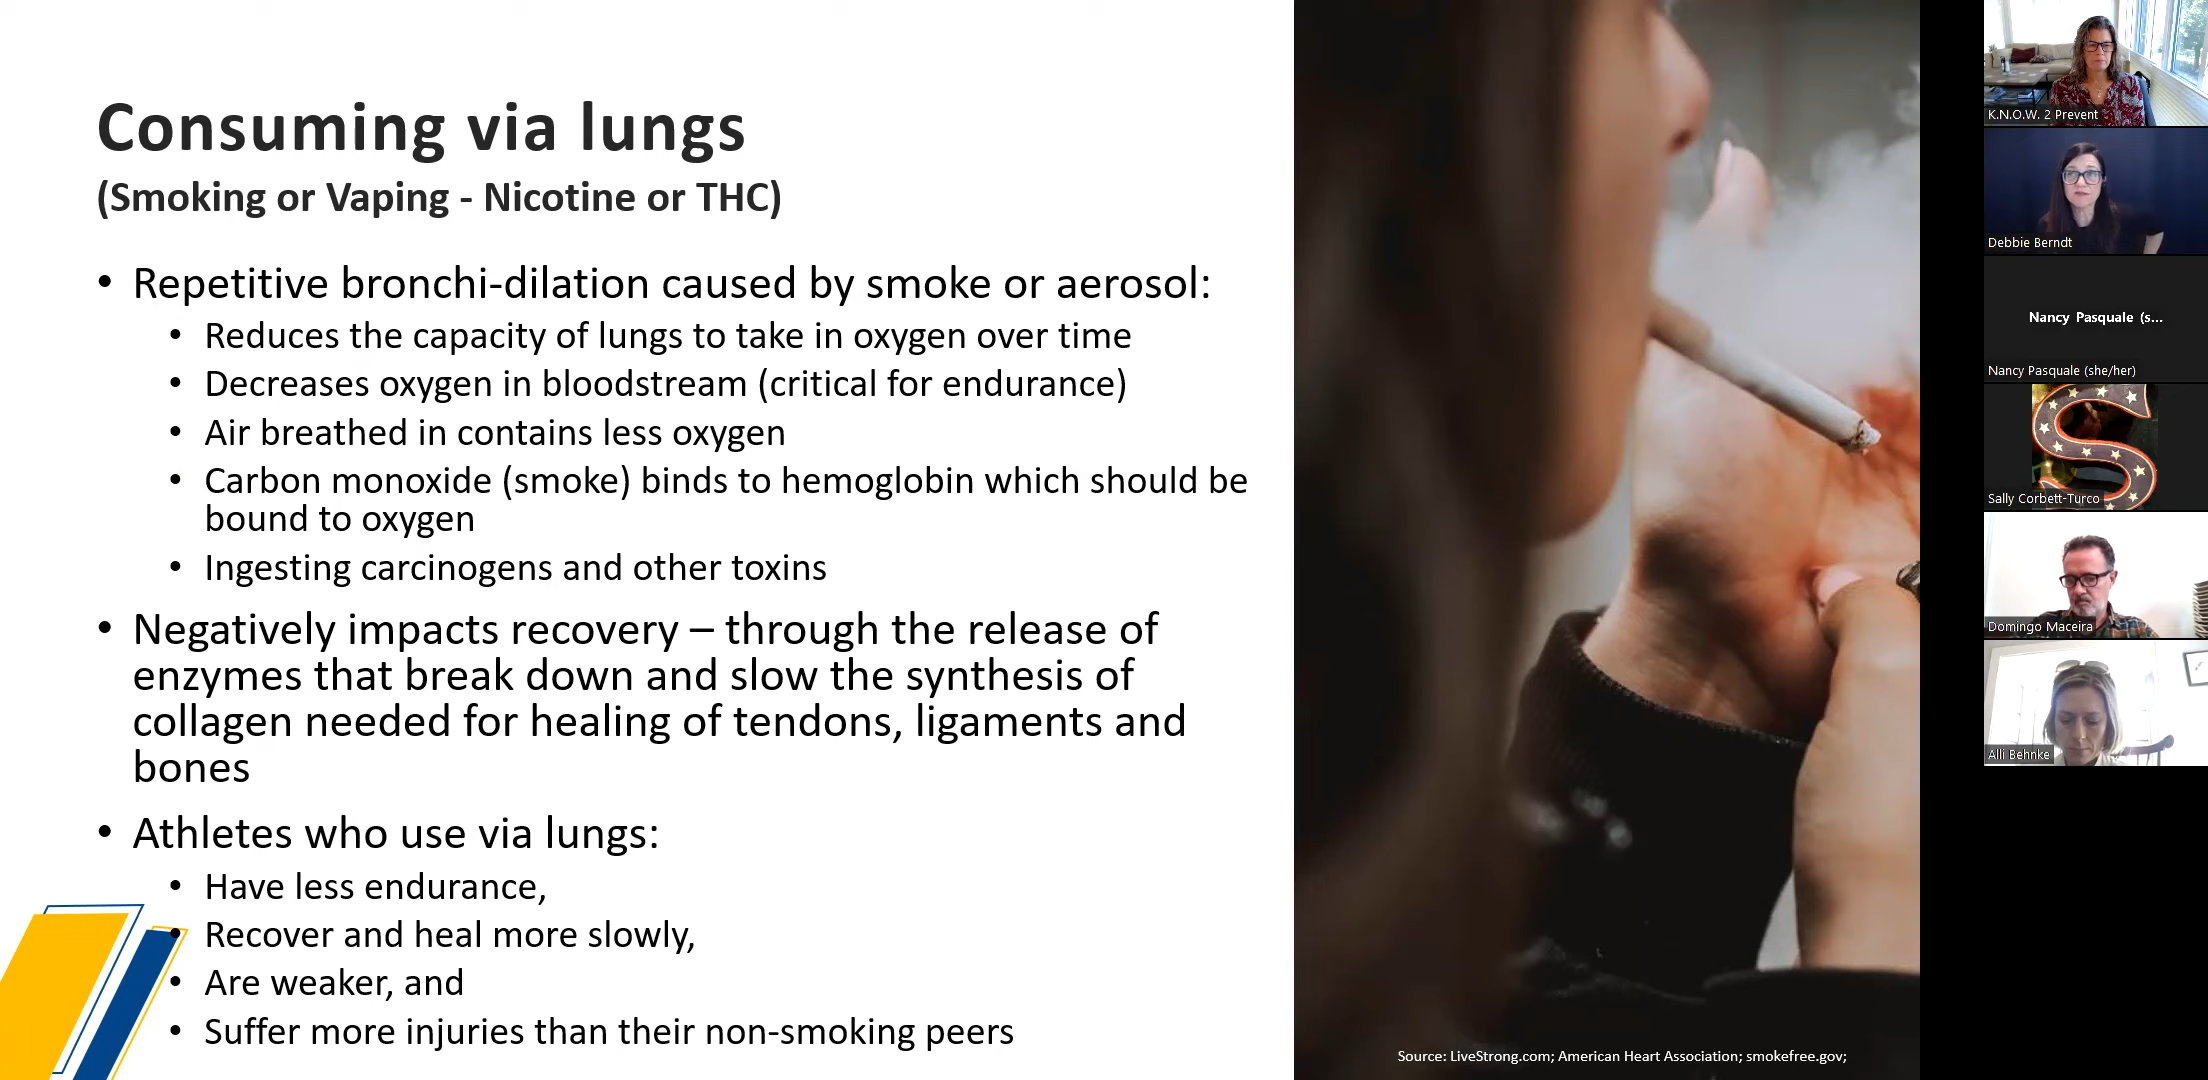 Consuming via lungs
(Smoking or Vaping - Nicotine or THC)
• Repetitive bronchi-dilation caused by smoke or aerosol:
• Reduces the capacity of lungs to take in oxygen over time
• Decreases oxygen in bloodstream (critical for endurance)
• Air breathed in contains less oxygen
• Carbon monoxide (smoke) binds to hemoglobin which should be
bound to oxygen
• Ingesting carcinogens and other toxins
• Negatively impacts recovery – through the release of
enzymes that break down and slow the synthesis of
collagen needed for healing of tendons, ligaments and
bones
• Athletes who use via lungs:
• Have less endurance,
• Recover and heal more slowly,
• Are weaker, and
• Suffer more injuries than their non-smoking peers
Source: LiveStrong.com; American Heart Association; smokefree.gov;
K.N.O.W. 2 Prevent
Debbie Berndt
Nancy Pasquale (s...
Nancy Pasquale (she/her)
S
Sally Corbett-Turco
Domingo Maceira
Alli Behnke